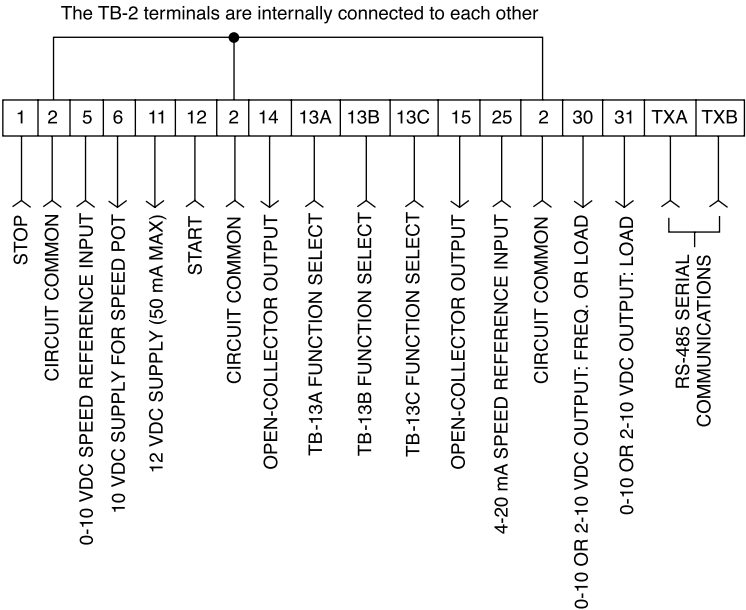 The TB-2 terminals are internally connected to each other
1 2 5 6 11 12 2 14 13A 13B 13C 15 25 2 30 31 TXA TXB
STOP
CIRCUIT COMMON
0-10 VDC SPEED REFERENCE INPUT
10 VDC SUPPLY FOR SPEED POT
12 VDC SUPPLY (50 mA MAX)
START
CIRCUIT COMMON
OPEN-COLLECTOR OUTPUT
TB-13A FUNCTION SELECT
TB-13B FUNCTION SELECT
TB-13C FUNCTION SELECT
OPEN-COLLECTOR OUTPUT
4-20 mA SPEED REFERENCE INPUT
CIRCUIT COMMON
0-10 OR 2-10 VDC OUTPUT: FREQ. OR LOAD
0-10 OR 2-10 VDC OUTPUT: LOAD
RS-485 SERIAL
COMMUNICATIONS